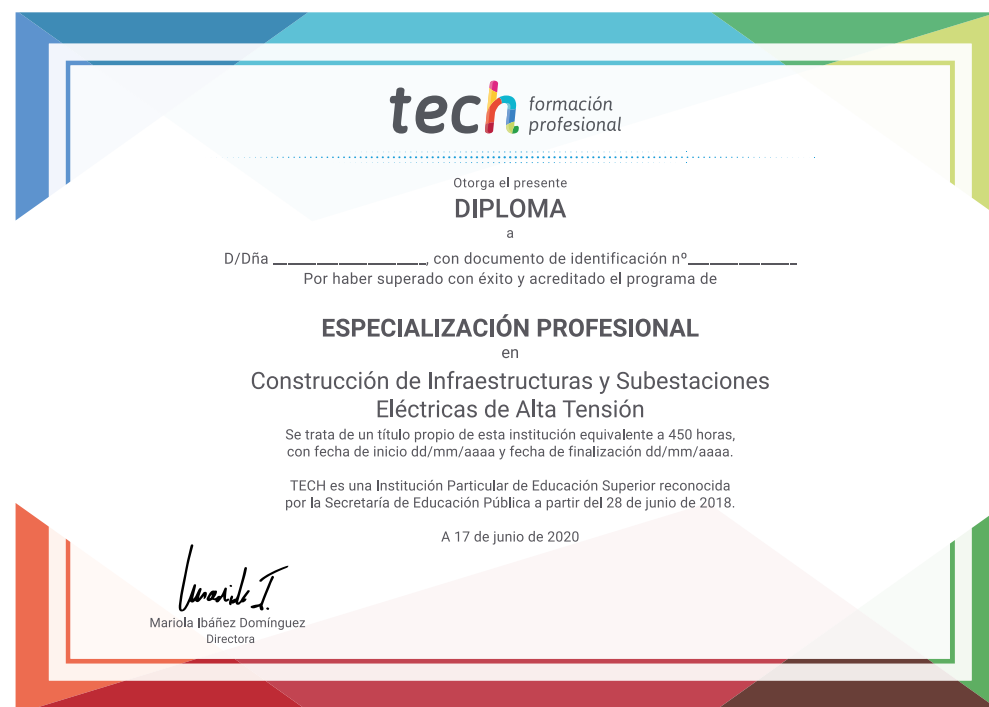 tech formación
profesional
Otorga el presente
DIPLOMA
a
D/Dña ____________________, con documento de identificación nº______________
Por haber superado con éxito y acreditado el programa de
ESPECIALIZACIÓN PROFESIONAL
en
Construcción de Infraestructuras y Subestaciones
Eléctricas de Alta Tensión
Se trata de un título propio de esta institución equivalente a 450 horas,
con fecha de inicio dd/mm/aaaa y fecha de finalización dd/mm/aaaa.
TECH es una Institución Particular de Educación Superior reconocida
por la Secretaría de Educación Pública a partir del 28 de junio de 2018.
A 17 de junio de 2020
Mariola Ibáñez Domínguez
Directora